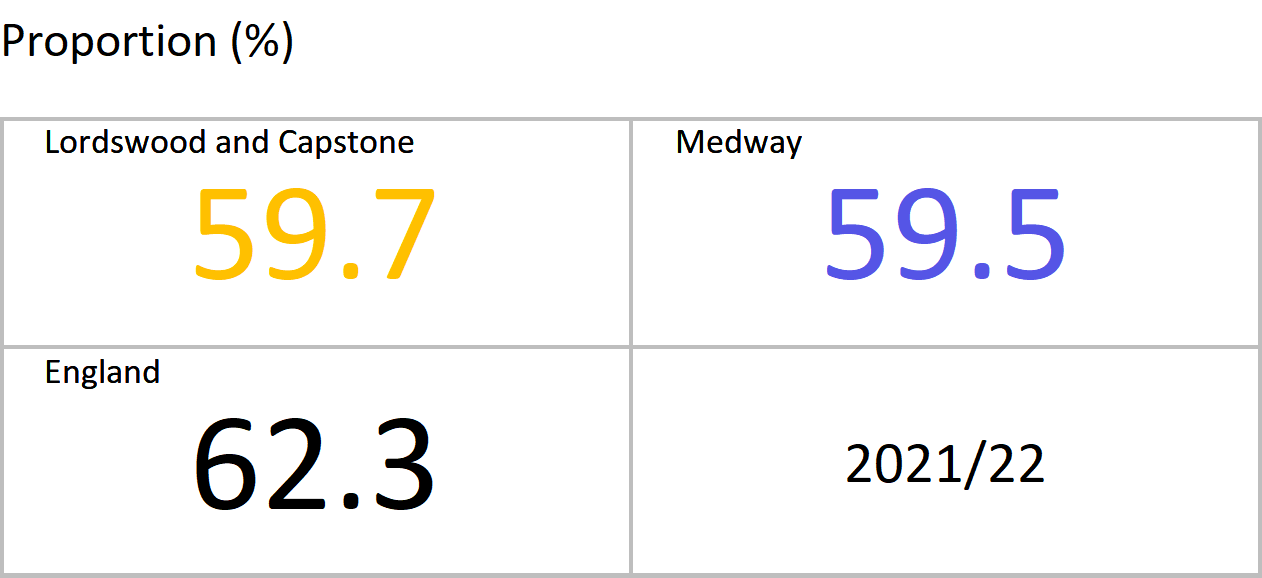 Proportion (%)
Lordswood and Capstone
59.7
Medway
59.5
England
62.3
2021/22